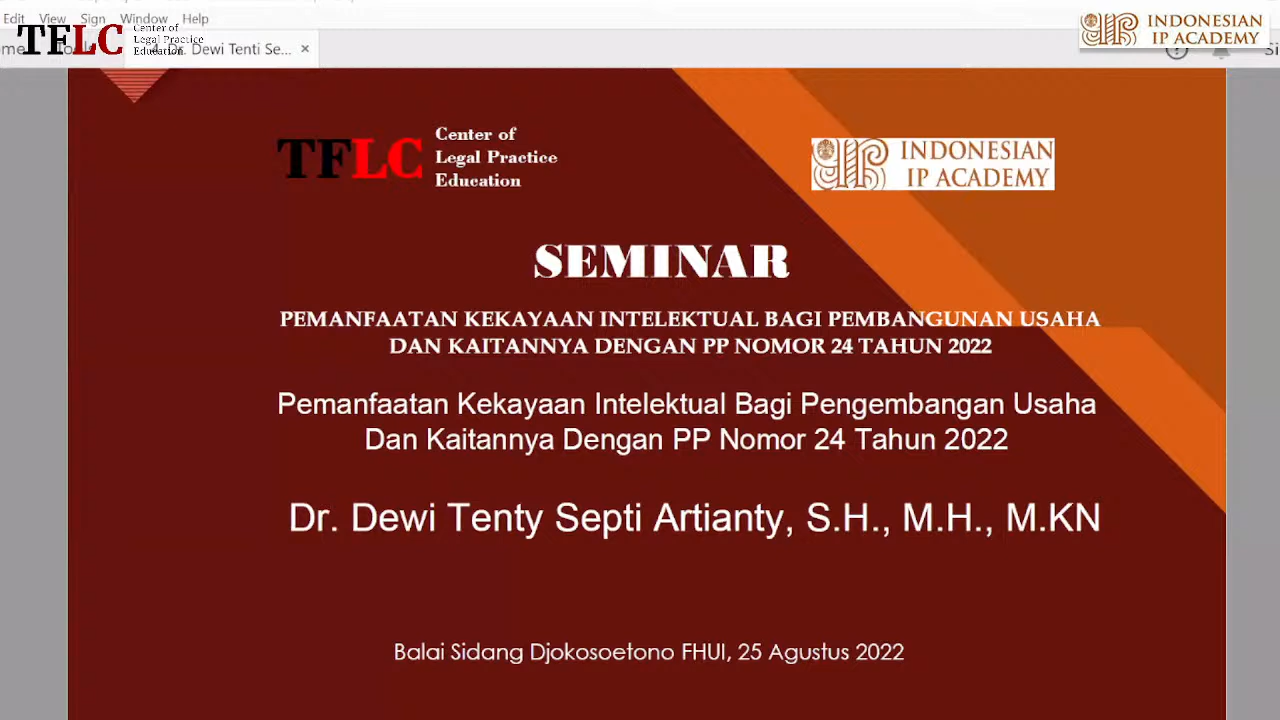 Edit View Sign Window Help
TFLC Center of
Legal Practice
Education
Dr. Dewi Tenti Se... ×
INDONESIAN
IP ACADEMY
TFLC Center of
Legal Practice
Education
INDONESIAN
IP ACADEMY
SEMINAR
PEMANFAATAN KEKAYAAN INTELEKTUAL BAGI PEMBANGUNAN USAHA
DAN KAITANNYA DENGAN PP NOMOR 24 TAHUN 2022
Pemanfaatan Kekayaan Intelektual Bagi Pengembangan Usaha
Dan Kaitannya Dengan PP Nomor 24 Tahun 2022
Dr. Dewi Tenty Septi Artianty, S.H., M.H., M.KN
Balai Sidang Djokosoetono FHUI, 25 Agustus 2022